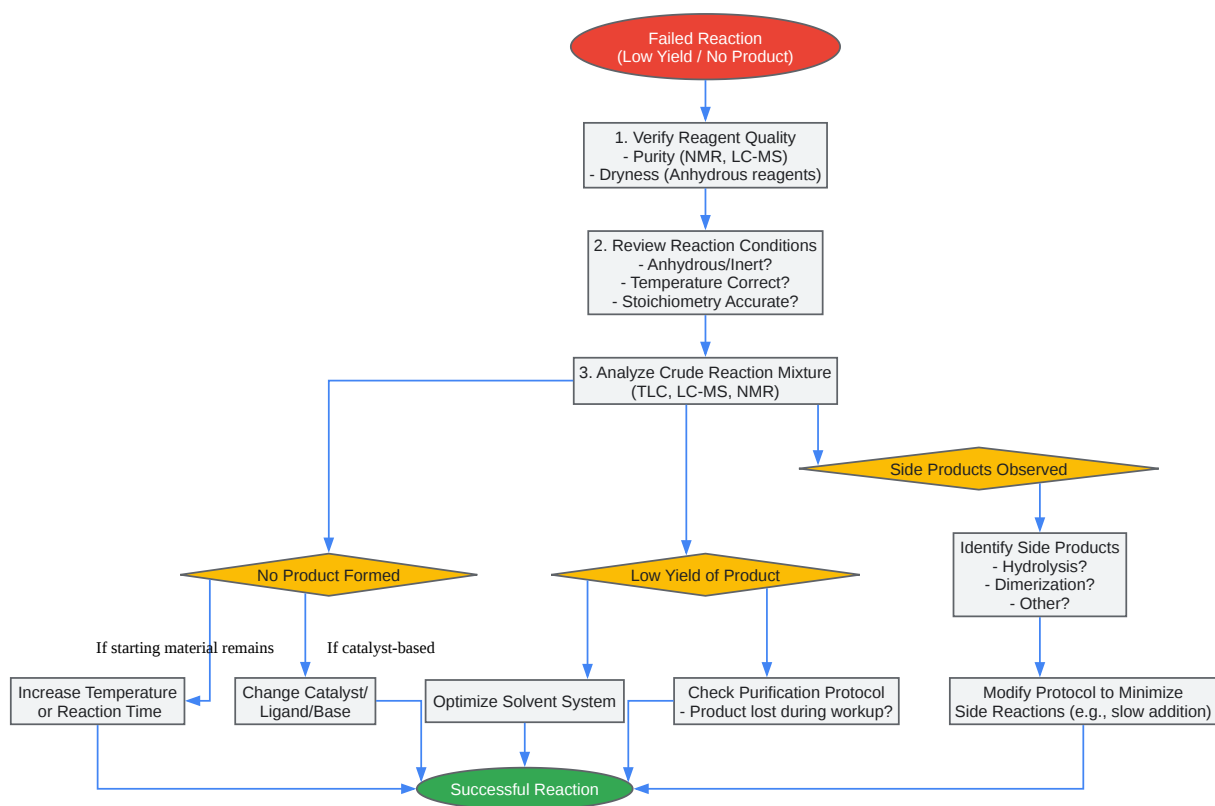 Failed Reaction
(Low Yield / No Product)
1. Verify Reagent Quality
- Purity (NMR, LC-MS)
- Dryness (Anhydrous reagents)
2. Review Reaction Conditions
- Anhydrous/Inert?
- Temperature Correct?
- Stoichiometry Accurate?
3. Analyze Crude Reaction Mixture
(TLC, LC-MS, NMR)
Side Products Observed
Identify Side Products
- Hydrolysis?
- Dimerization?
- Other?
No Product Formed
Low Yield of Product
If starting material remains
If catalyst-based
Increase Temperature
or Reaction Time
Change Catalyst/
Ligand/Base
Optimize Solvent System
Check Purification Protocol
- Product lost during workup?
Modify Protocol to Minimize
Side Reactions (e.g., slow addition)
Successful Reaction